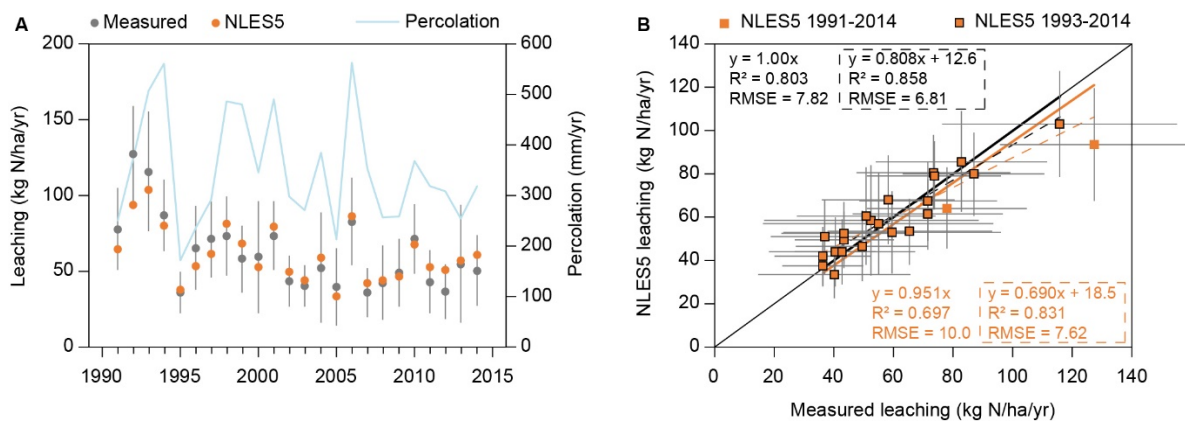 A
Measured
NLES5
Percolation
200
150
100
50
0
Leaching (kg N/ha/yr)
600
500
400
300
200
100
0
Percolation (mm/yr)
1990
1995
2000
2005
2010
2015
B
NLES5 1991-2014
NLES5 1993-2014
140
120
100
80
60
40
20
0
NLES5 leaching (kg N/ha/yr)
y = 1.00x
R² = 0.803
RMSE = 7.82
y = 0.808x + 12.6
R² = 0.858
RMSE = 6.81
y = 0.951x
R² = 0.697
RMSE = 10.0
y = 0.690x + 18.5
R² = 0.831
RMSE = 7.62
0
20
40
60
80
100
120
140
Measured leaching (kg N/ha/yr)